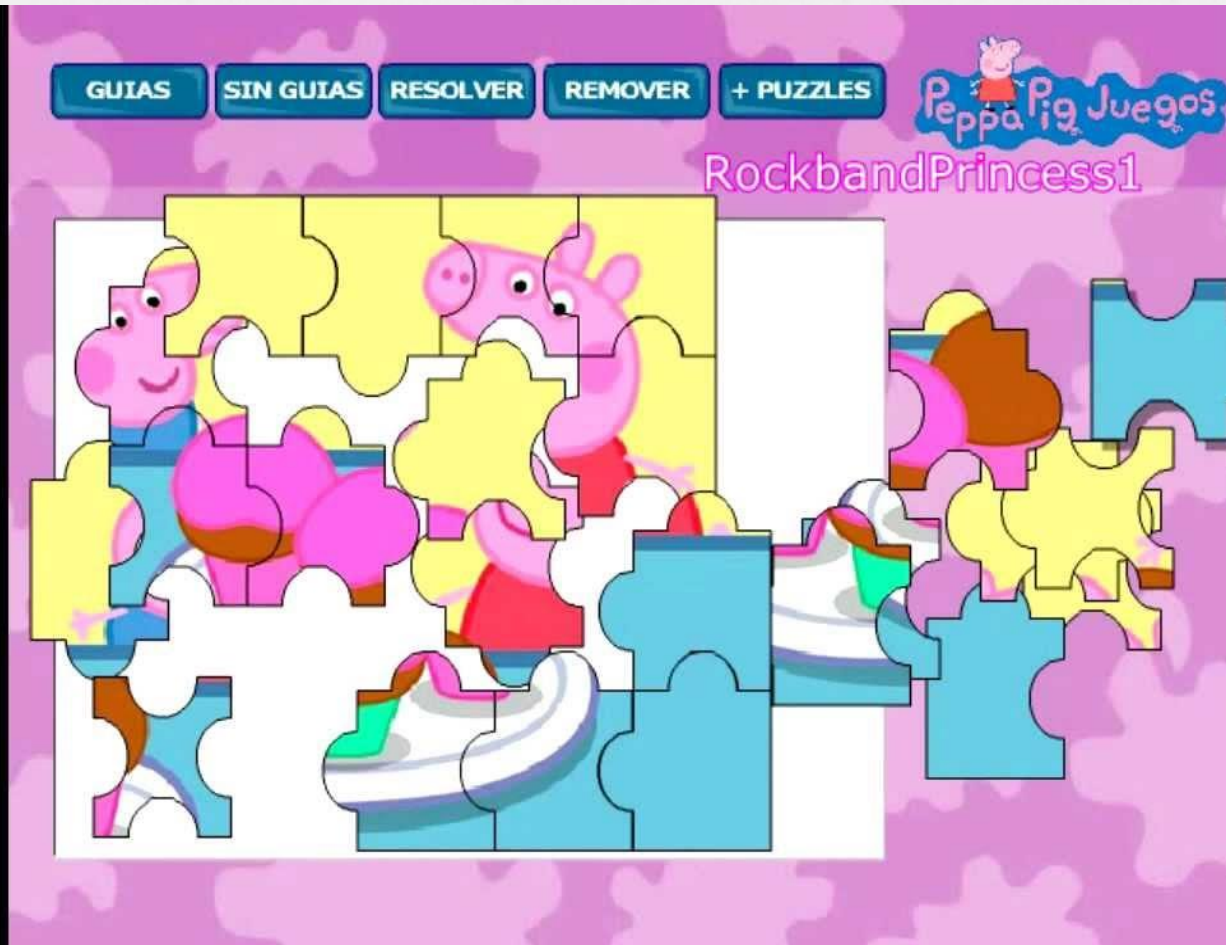 GUIAS
SIN GUIAS
RESOLVER
REMOVER
+ PUZZLES
Peppa Pig Juegos
RockbandPrincess1